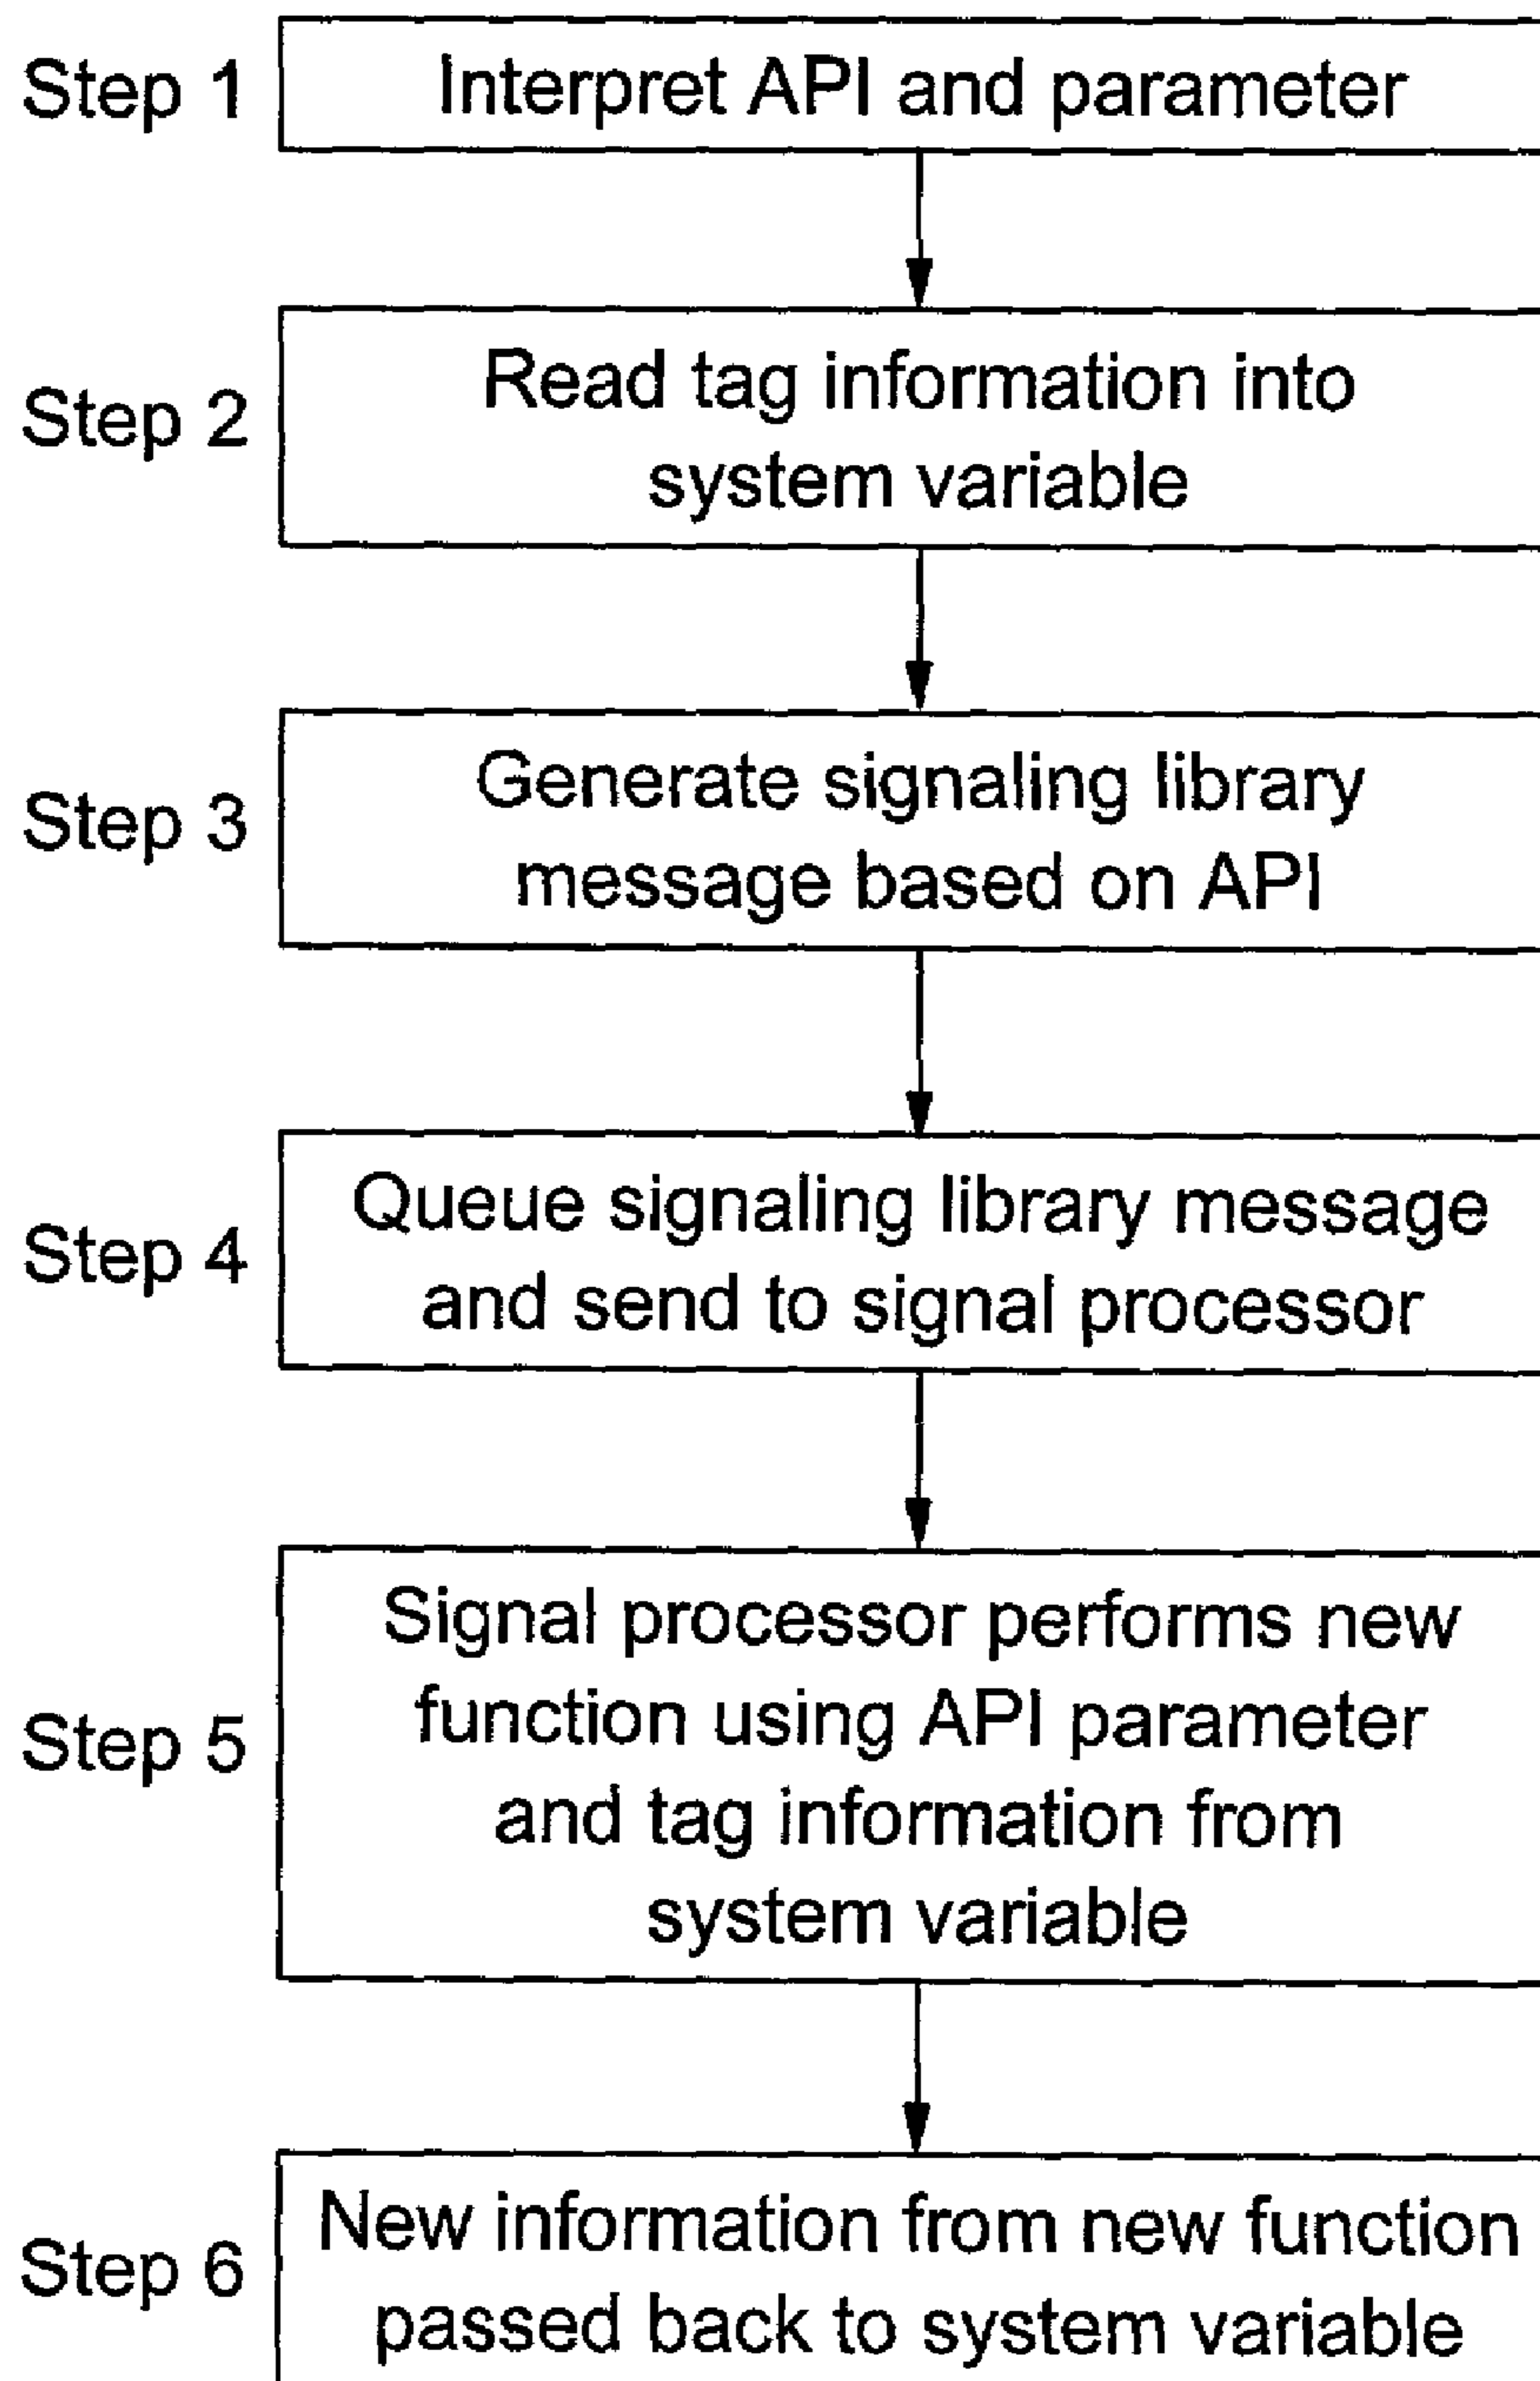 Step 1
Interpret API and parameter
Step 2
Read tag information into
system variable
Step 3
Generate signaling library
message based on API
Step 4
Queue signaling library message
and send to signal processor
Step 5
Signal processor performs new
function using API parameter
and tag information from
system variable
Step 6
New information from new function
passed back to system variable